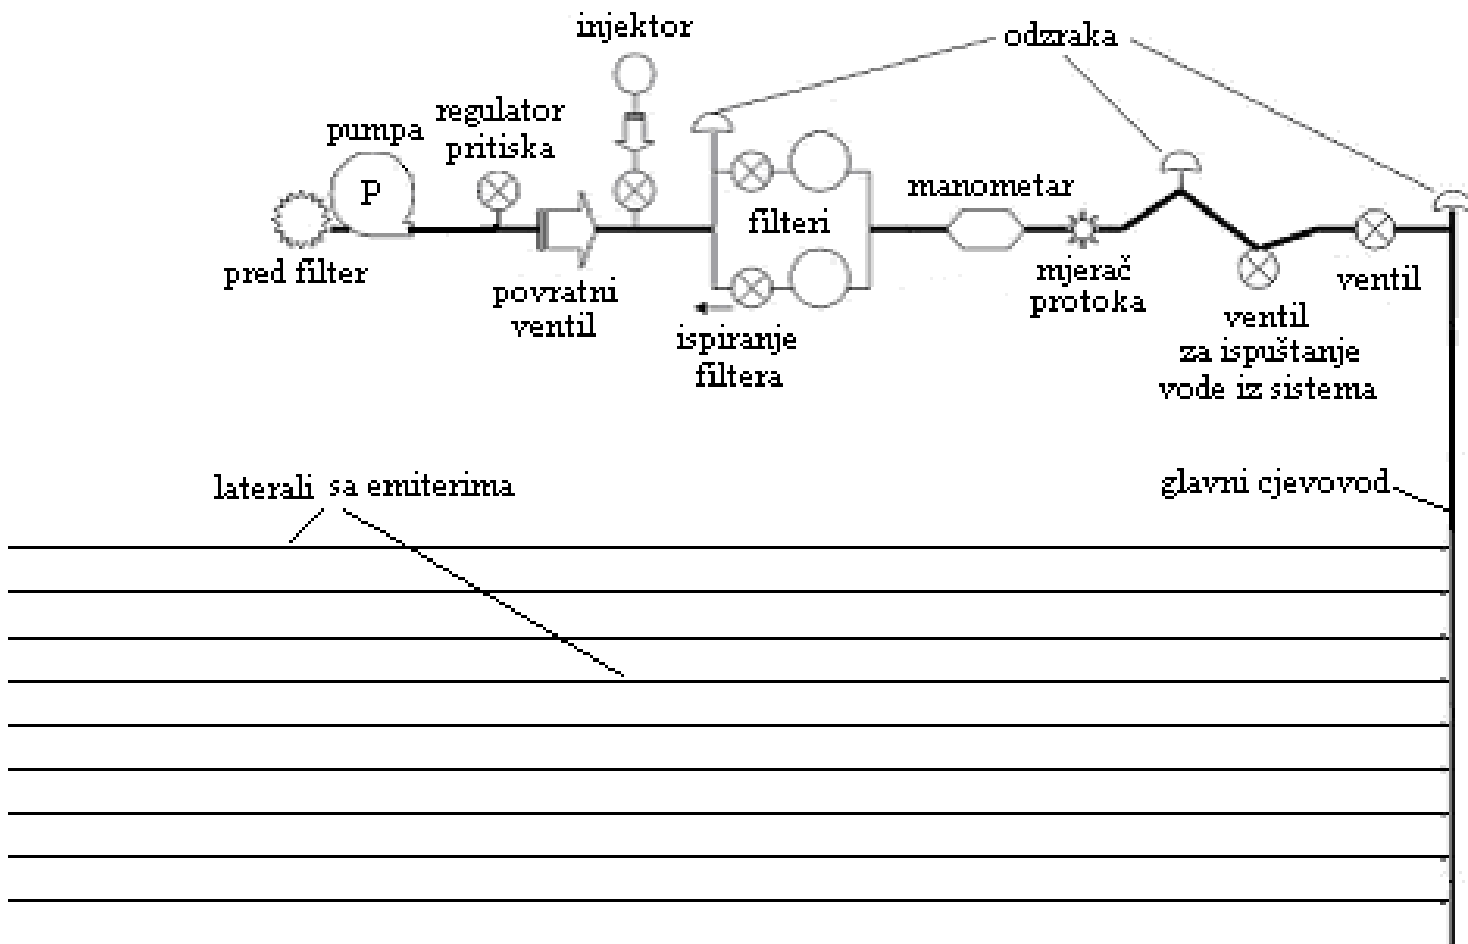 injektor
odzraka
regulator
pritiska
pumpa
P
manometar
filteri
pred filter
mjerač
protoka
ventil
povratni
ventil
ventil
za ispuštanje
vode iz sistema
ispiranje
filtera
laterali sa emiterima
glavni cjevovod